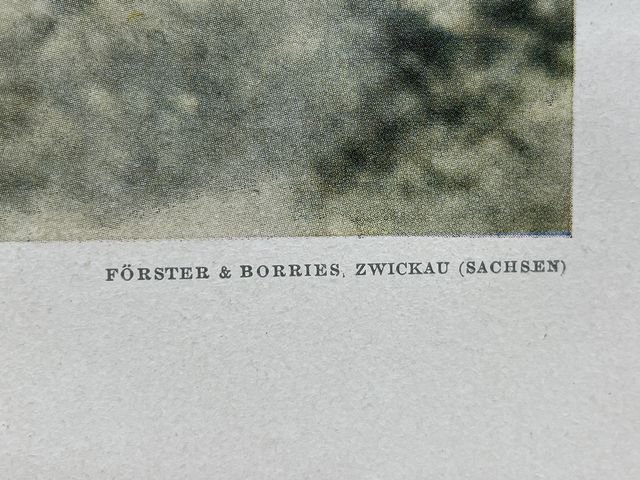 FÖRSTER & BORRIES, ZWICKAU (SACHSEN)